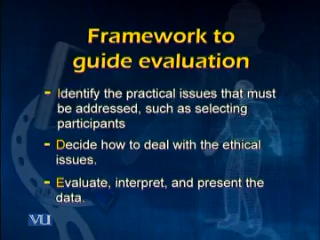 Framework to
guide evaluation
- Identify the practical issues that must
be addressed, such as selecting
participants
- Decide how to deal with the ethical
issues.
- Evaluate, interpret, and present the
data.
VU